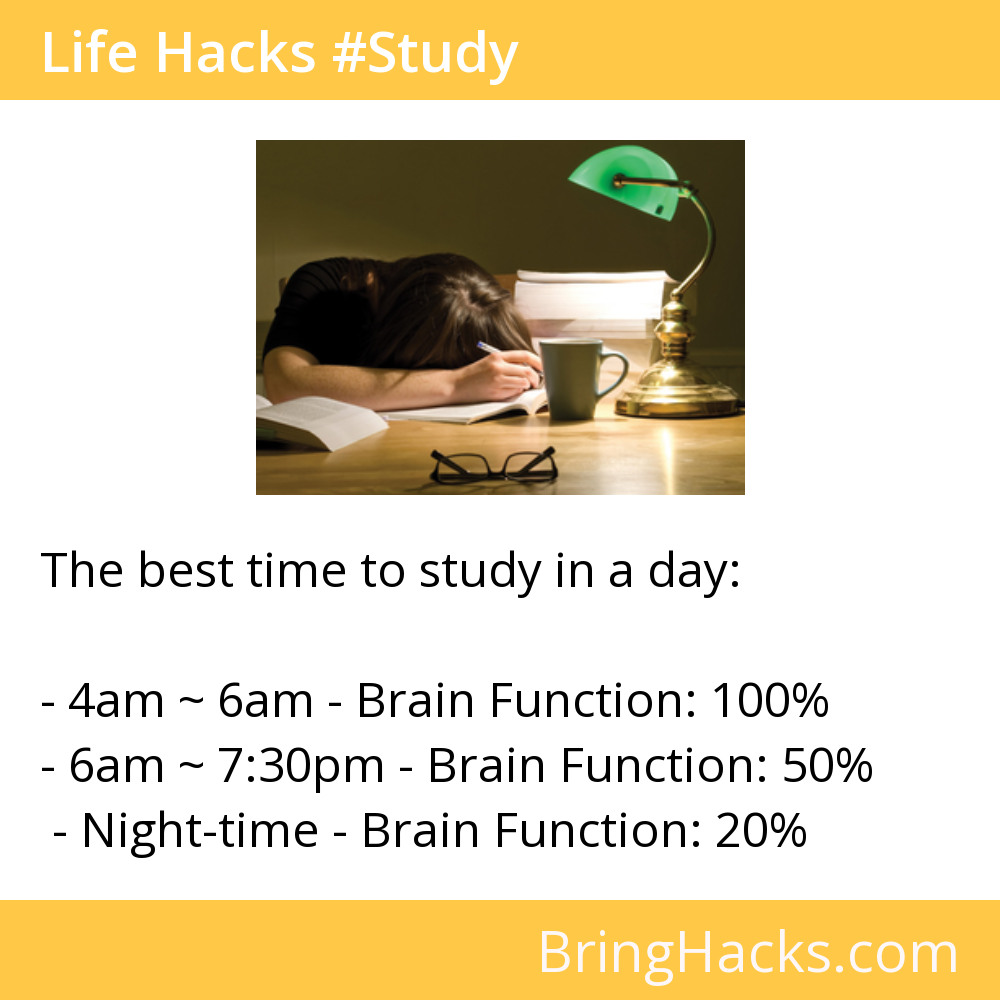 Life Hacks #Study
The best time to study in a day:
- 4am ~ 6am - Brain Function: 100%
- 6am ~ 7:30pm - Brain Function: 50%
- Night-time - Brain Function: 20%
BringHacks.com